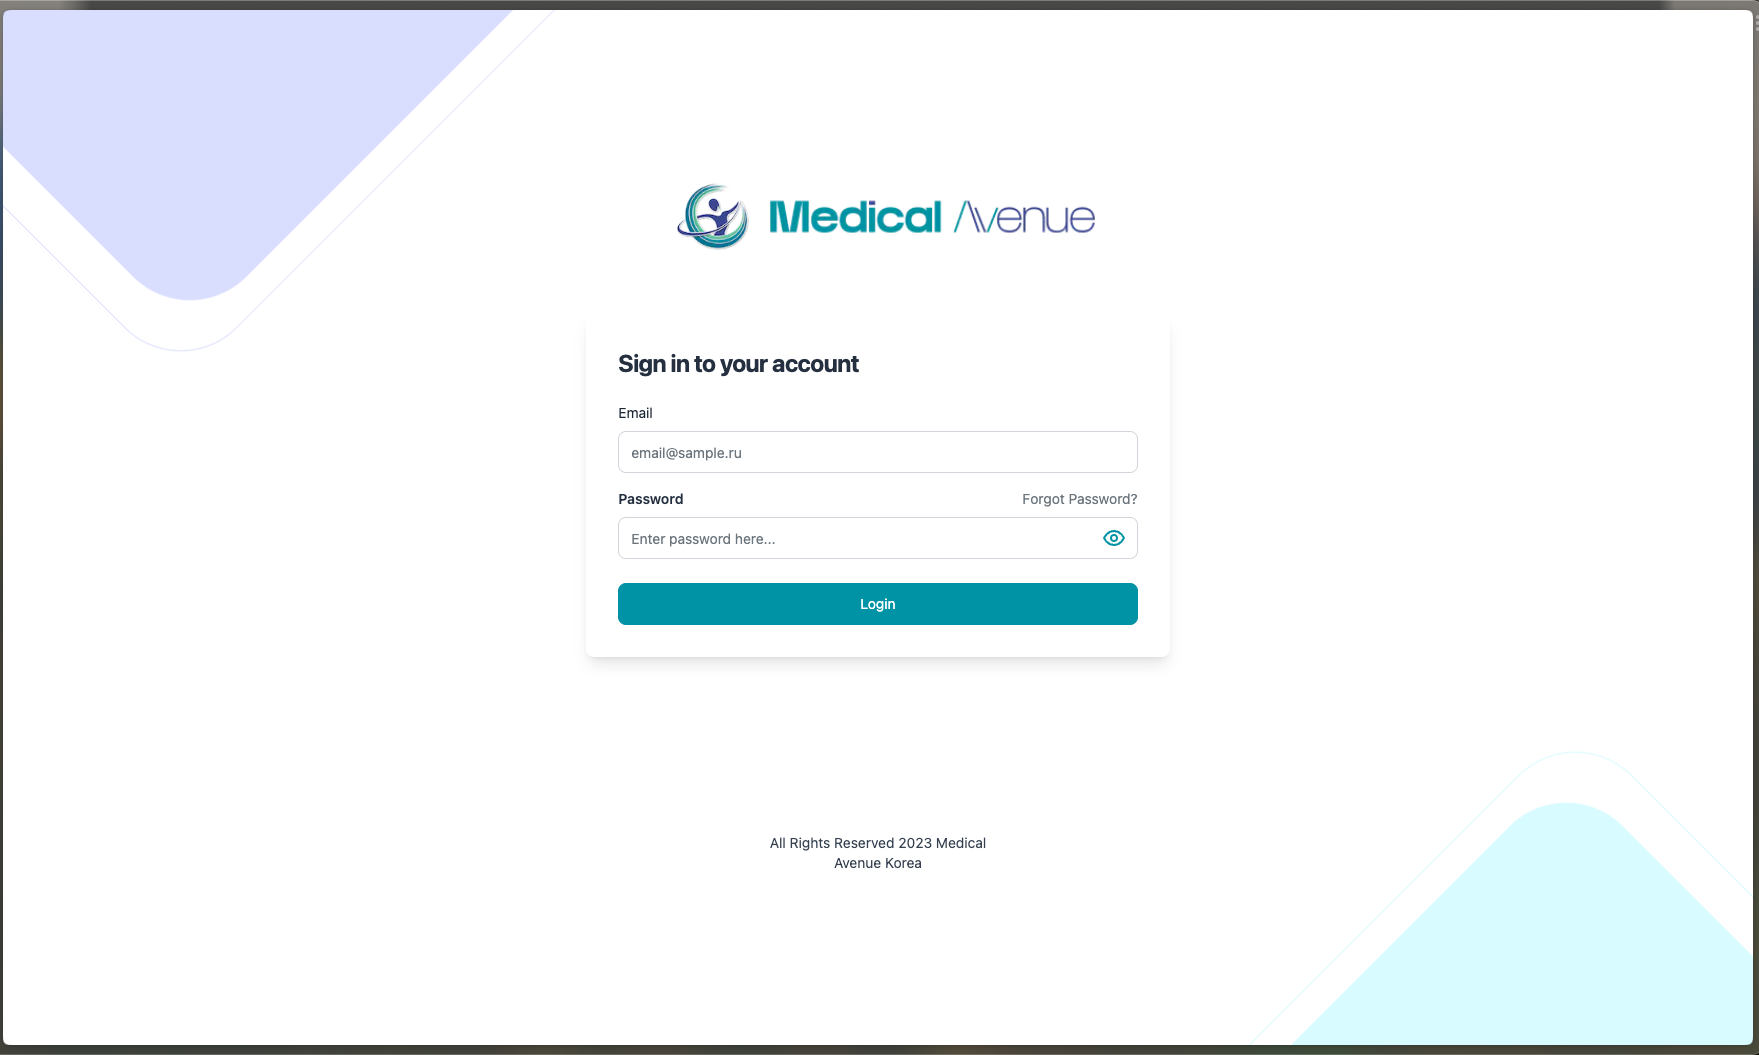 Medical Avenue
Sign in to your account
Email
email@sample.ru
Password Forgot Password?
Enter password here...
Login
All Rights Reserved 2023 Medical
Avenue Korea